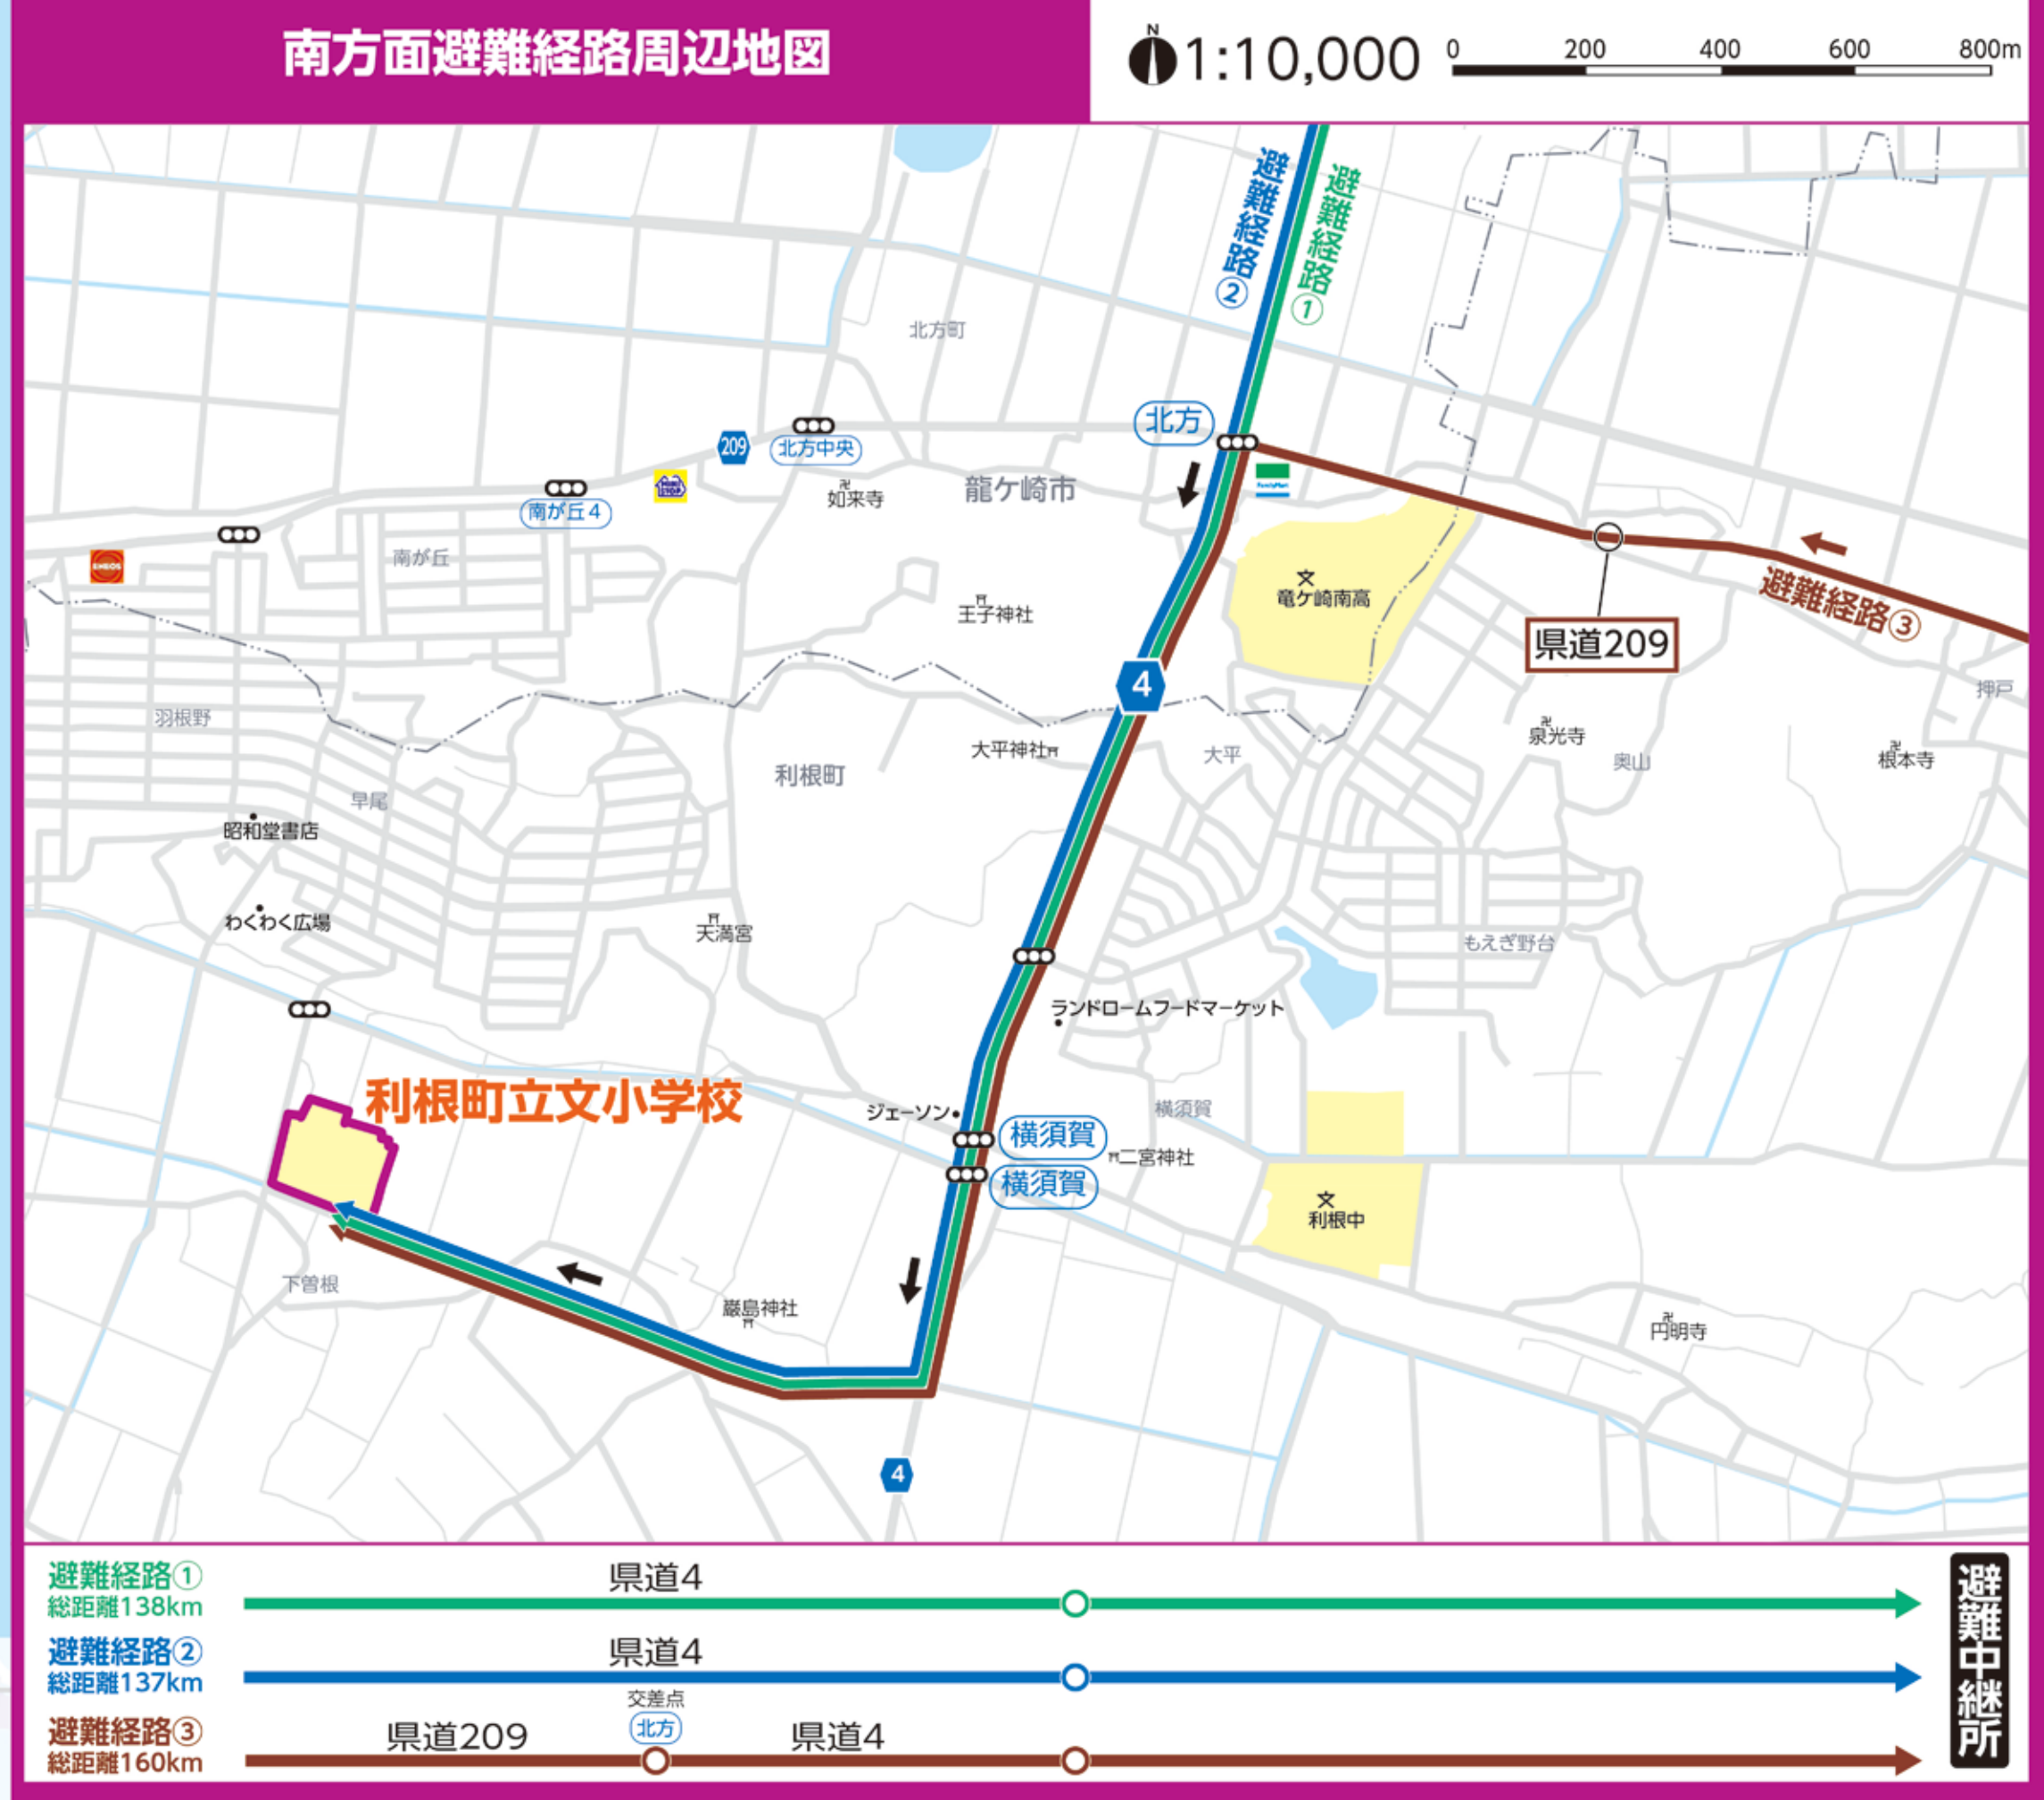 南方面避難経路周辺地図
N
1:10,000
0 200 400 600 800m
避難経路②
避難経路①
北方町
北方
209
北方中央
龍ケ崎市
MINI STOP
如来寺
FamilyMart
南が丘4
南が丘
ENEOS
竜ケ崎南高
王子神社
避難経路③
県道209
4
押戸
羽根野
大平神社
大平
泉光寺
奥山
根本寺
利根町
早尾
昭和堂書店
わくわく広場
天満宮
もえぎ野台
ランドロームフードマーケット
利根町立文小学校
ジェーソン
横須賀
横須賀
二宮神社
横須賀
利根中
下曽根
巌島神社
円明寺
4
避難経路①
総距離138km
県道4
避難経路②
総距離137km
県道4
避難経路③
総距離160km
県道209
交差点
北方
県道4
避難中継所